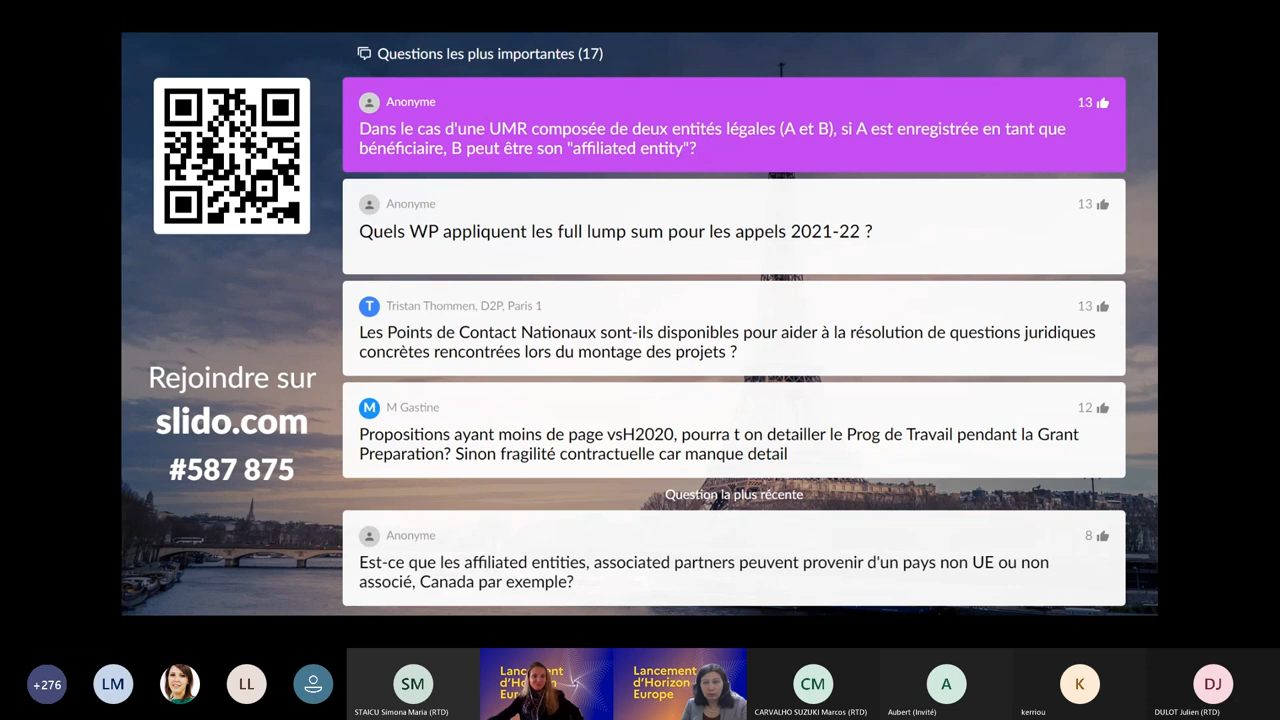 Questions les plus importantes (17)
Anonyme
13
Dans le cas d'une UMR composée de deux entités légales (A et B), si A est enregistrée en tant que
bénéficiaire, B peut être son "affiliated entity"?
Anonyme
13
Quels WP appliquent les full lump sum pour les appels 2021-22 ?
T
Tristan Thommen, D2P, Paris 1
13
Les Points de Contact Nationaux sont-ils disponibles pour aider à la résolution de questions juridiques
concrètes rencontrées lors du montage des projets ?
M
M Gastine
12
Propositions ayant moins de page vsH2020, pourra t on detailler le Prog de Travail pendant la Grant
Preparation? Sinon fragilité contractuelle car manque detail
Question la plus récente
Anonyme
8
Est-ce que les affiliated entities, associated partners peuvent provenir d'un pays non UE ou non
associé, Canada par exemple?
Rejoindre sur
slido.com
#587 875
+276
LM
LL
SM
STAICU Simona Maria (RTD)
Lancement
d'Horizon
Europe
Lancement
d'Horizon
Europe
CM
CARVALHO SUZUKI Marcos (RTD)
A
Aubert (Invité)
K
kerriou
DJ
DULOT Julien (RTD)